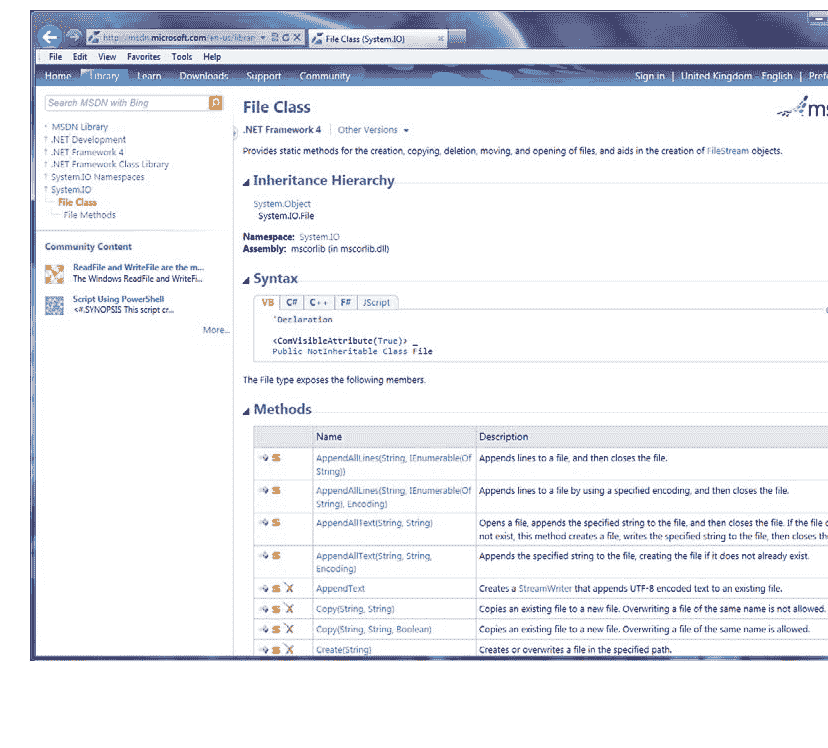 http://msdn.microsoft.com/en-us/librar
File Class (System.IO)
File Edit View Favorites Tools Help
Home Library Learn Downloads Support Community Sign in | United Kingdom - English | Pref
Search MSDN with Bing
MSDN Library
.NET Development
.NET Framework 4
.NET Framework Class Library
System.IO Namespaces
System.IO
File Class
File Methods
Community Content
ReadFile and WriteFile are the m...
The Windows ReadFile and WriteFi...
Script Using PowerShell
<#.SYNOPSIS This script cr...
More...
File Class
ms
.NET Framework 4 | Other Versions
Provides static methods for the creation, copying, deletion, moving, and opening of files, and aids in the creation of FileStream objects.
Inheritance Hierarchy
System.Object
System.IO.File
Namespace: System.IO
Assembly: mscorlib (in mscorlib.dll)
Syntax
VB C# C++ F# JScript
'Declaration
<ComVisibleAttribute(True)> _
Public NotInheritable Class File
The File type exposes the following members.
Methods
Name Description
AppendAllLines(String, IEnumerable(Of Appends lines to a file, and then closes the file.
String))
AppendAllLines(String, IEnumerable(Of Appends lines to a file by using a specified encoding, and then closes the file.
String), Encoding)
AppendAllText(String, String) Opens a file, appends the specified string to the file, and then closes the file. If the file
not exist, this method creates a file, writes the specified string to the file, then closes th
AppendAllText(String, String, Appends the specified string to the file, creating the file if it does not already exist.
Encoding)
AppendText Creates a StreamWriter that appends UTF-8 encoded text to an existing file.
Copy(String, String) Copies an existing file to a new file. Overwriting a file of the same name is not allowed.
Copy(String, String, Boolean) Copies an existing file to a new file. Overwriting a file of the same name is allowed.
Create(String) Creates or overwrites a file in the specified path.